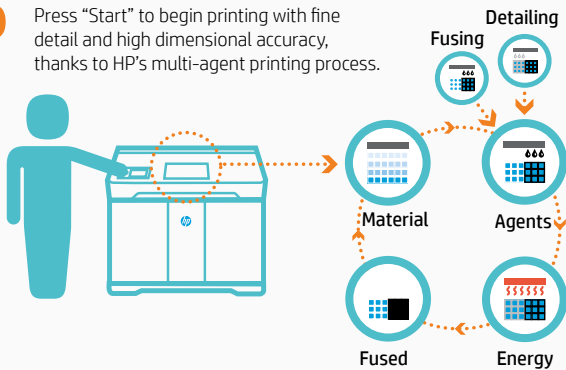 Press “Start” to begin printing with fine
detail and high dimensional accuracy,
thanks to HP’s multi-agent printing process.
Detailing
Fusing
hp
Material
Agents
Fused
Energy